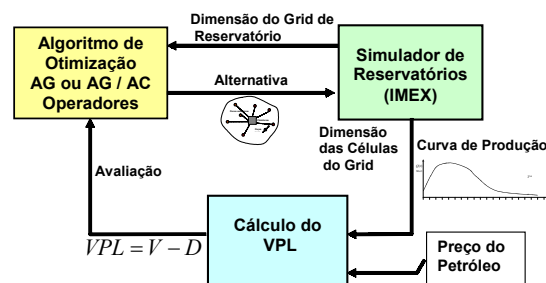 Dimensão do Grid de
Reservatório
Algoritmo de
Otimização
AG ou AG / AC
Operadores
Simulador de
Reservatórios
(IMEX)
Alternativa
Dimensão
das Células
do Grid
Curva de Produção
Avaliação
Cálculo do
VPL
VPL = V – D
Preço do
Petróleo